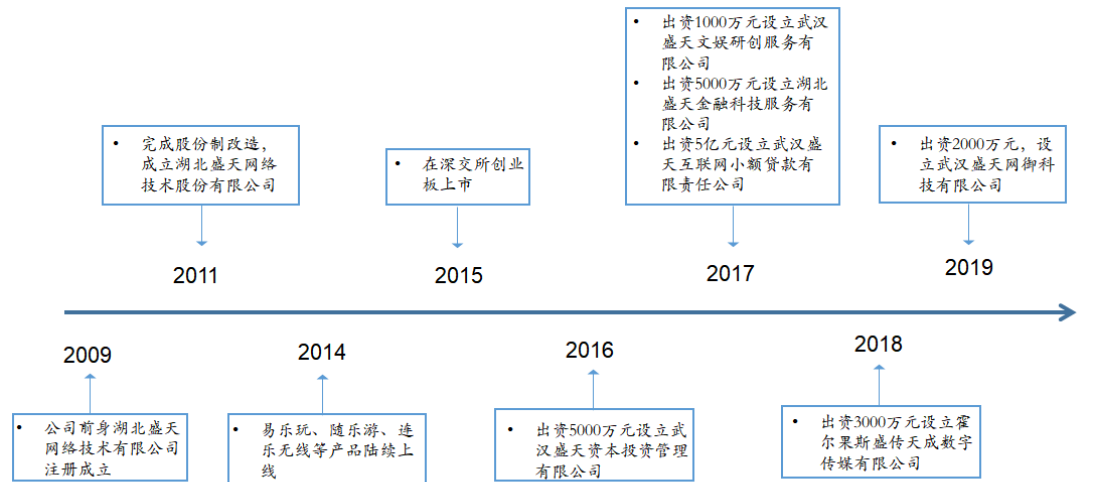 • 完成股份制改造，
成立湖北盛天网络
技术股份有限公司
2011
• 在深交所创业
板上市
2015
• 出资1000万元设立武汉
盛天文娱研创服务有
限公司
• 出资5000万元设立湖北
盛天金融科技服务有
限公司
• 出资5亿元设立武汉盛
天互联网小额贷款有
限责任公司
2017
• 出资2000万元，设
立武汉盛天网御科
技有限公司
2019
2009
• 公司前身湖北盛天
网络技术有限公司
注册成立
2014
• 易乐玩、随乐游、连
乐无线等产品陆续上
线
2016
• 出资5000万元设立武
汉盛天资本投资管理
有限公司
2018
• 出资3000万元设立霍
尔果斯盛传天成数字
传媒有限公司